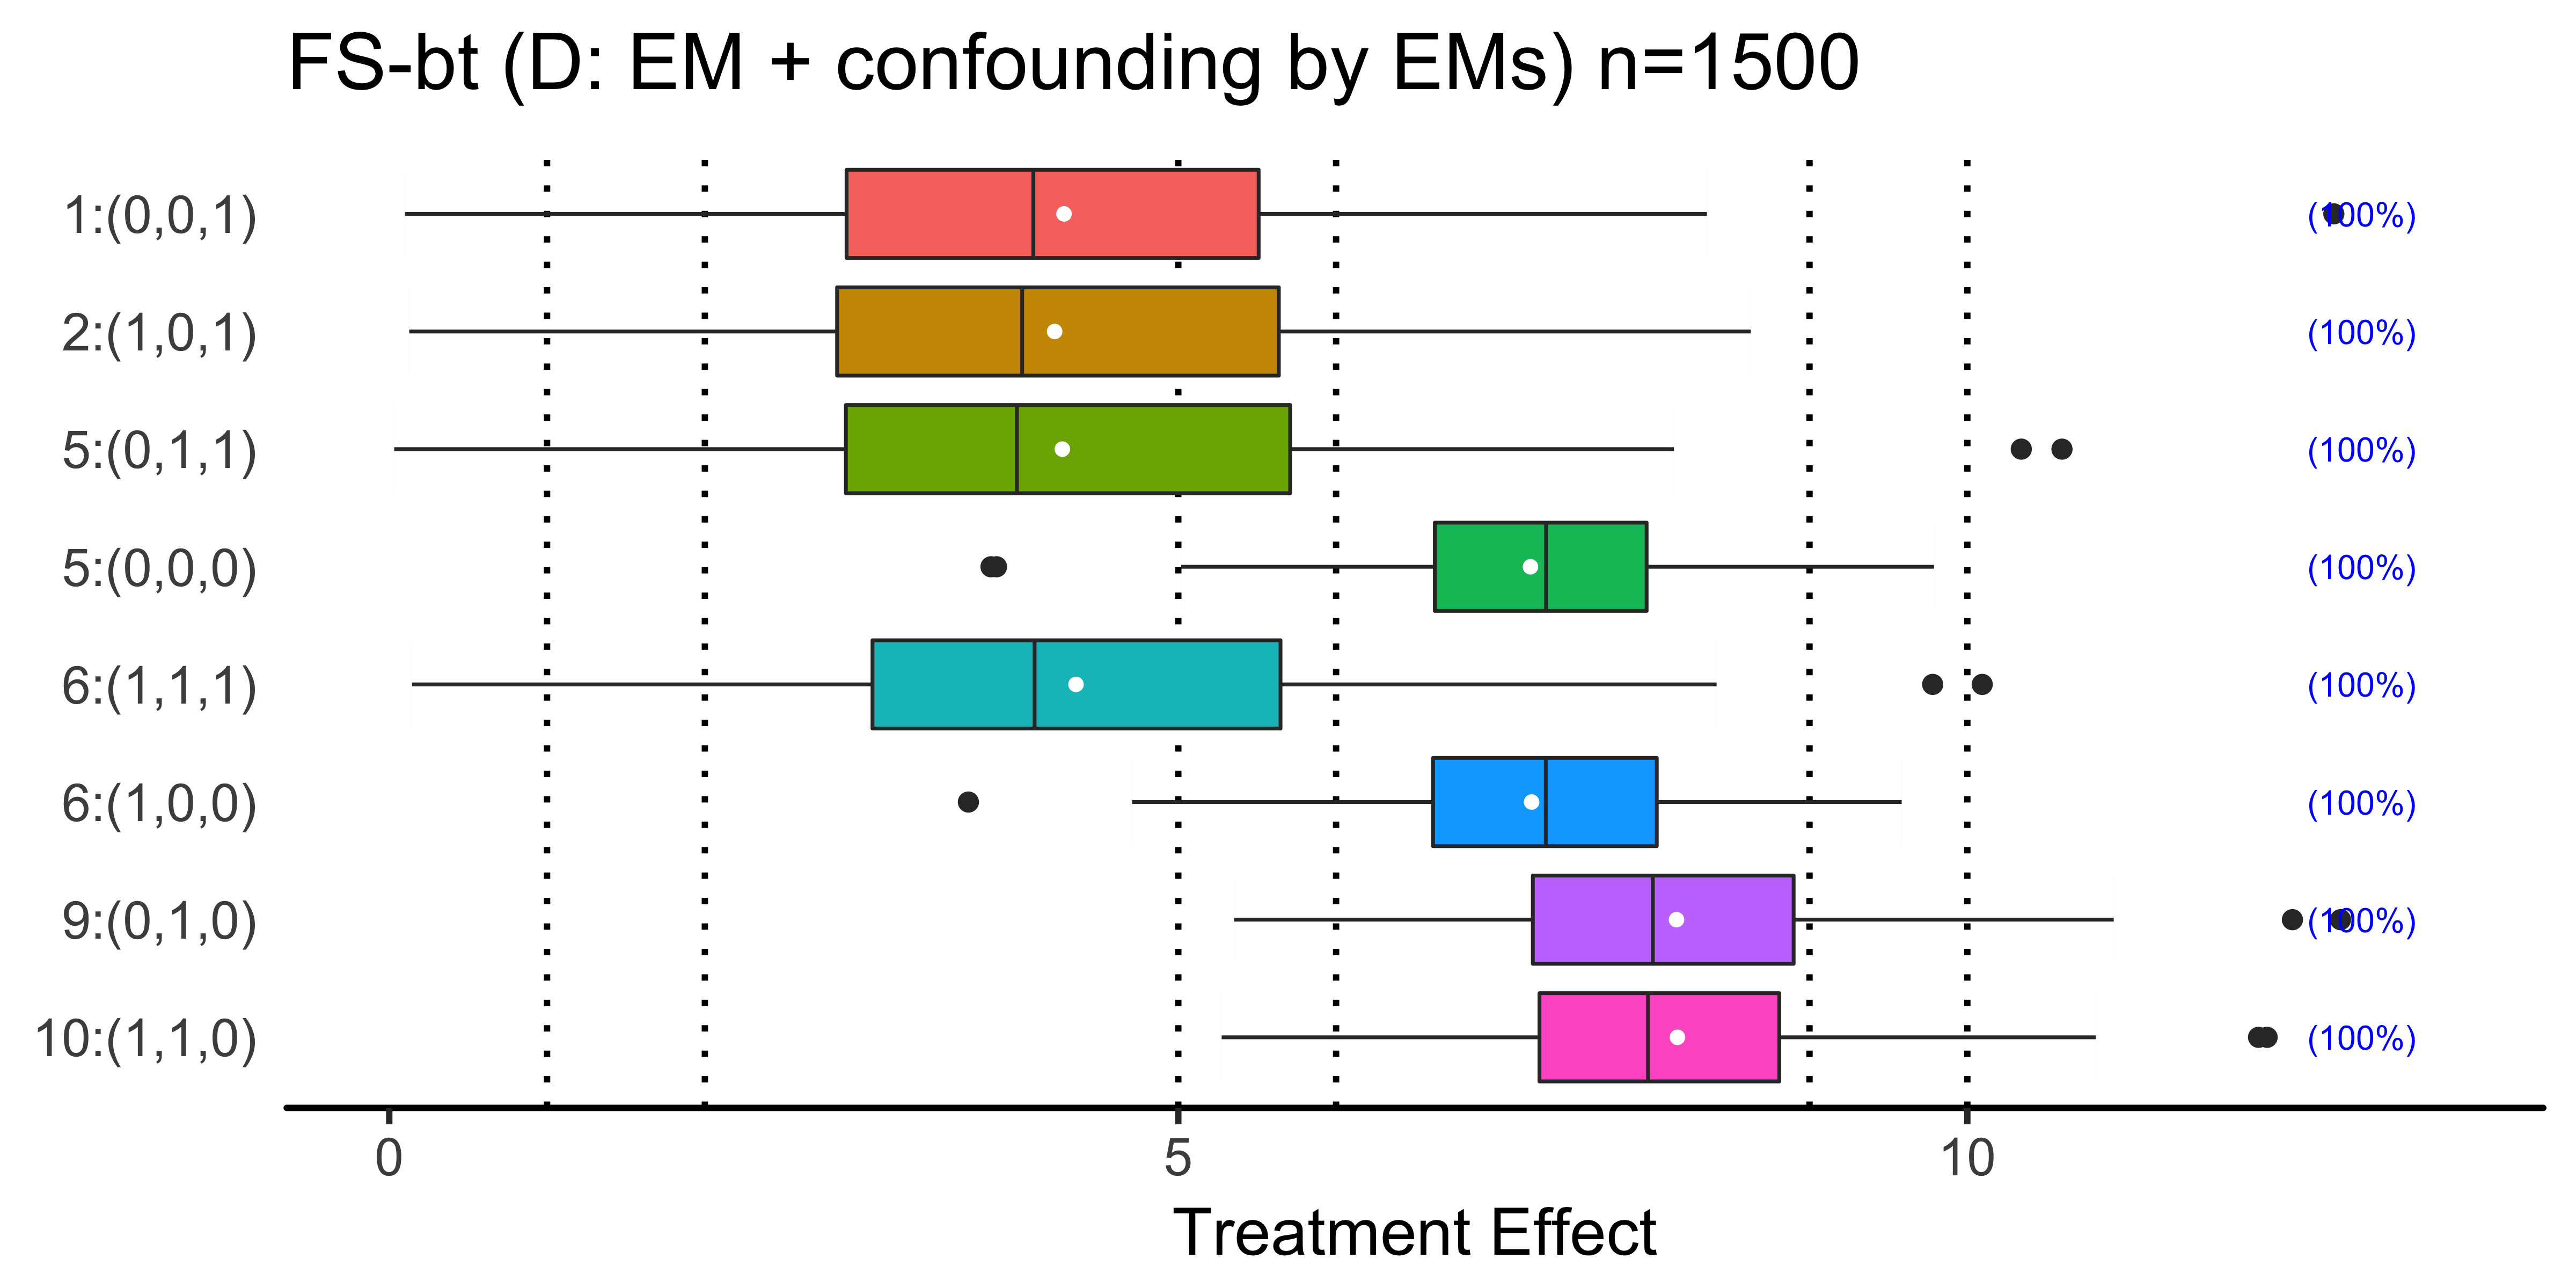 FS-bt (D: EM + confounding by EMs) n=1500
1:(0,0,1) (100%)
2:(1,0,1) (100%)
5:(0,1,1) (100%)
5:(0,0,0) (100%)
6:(1,1,1) (100%)
6:(1,0,0) (100%)
9:(0,1,0) (100%)
10:(1,1,0) (100%)
0 5 10
Treatment Effect